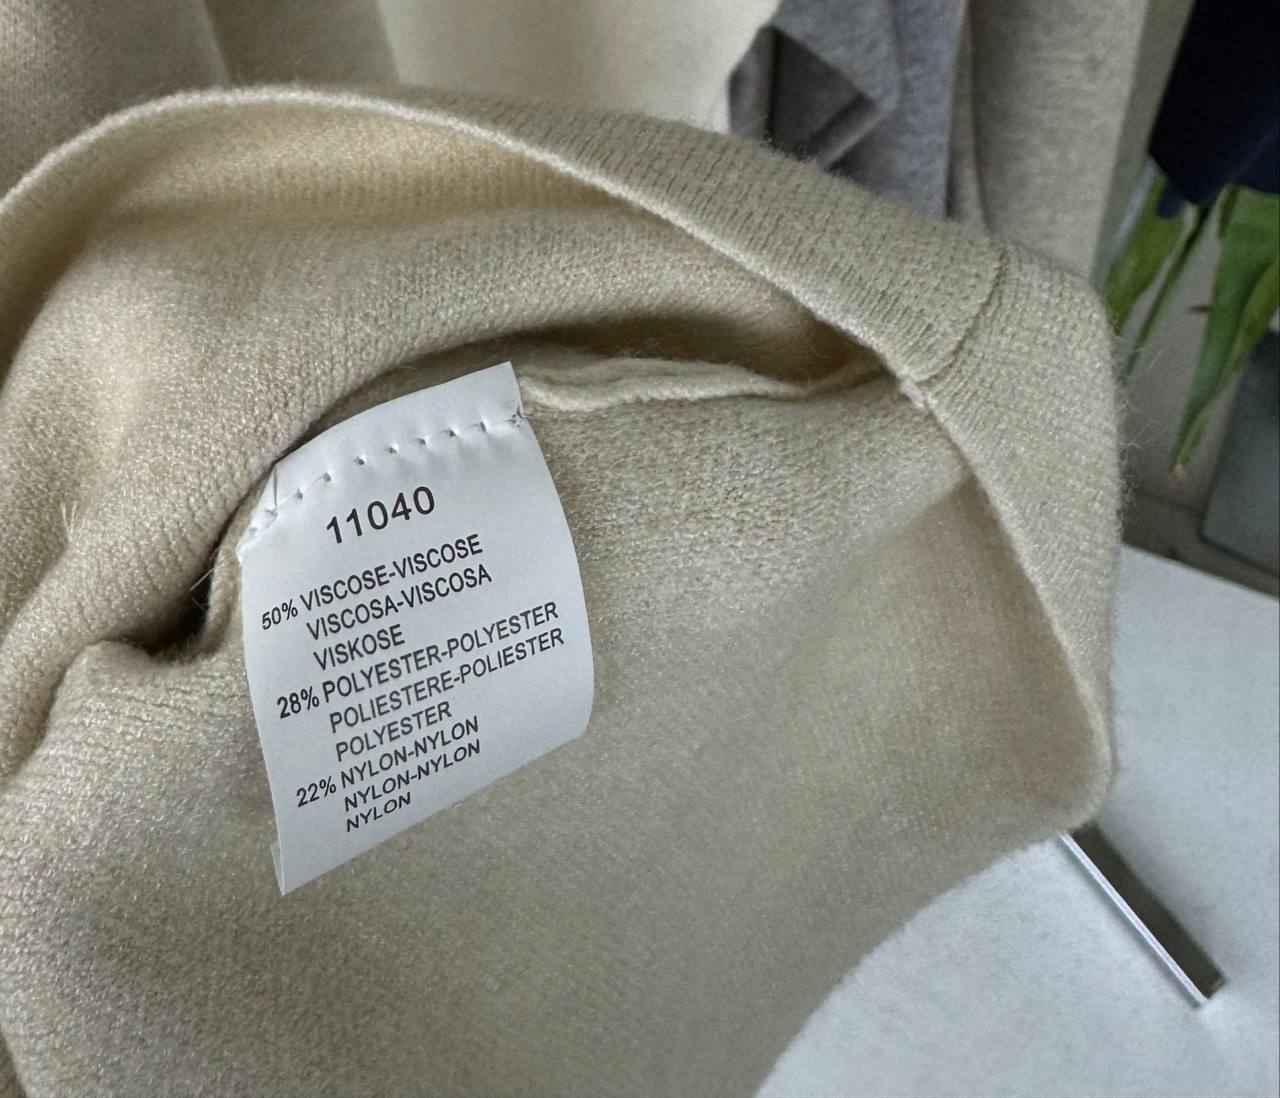 11040
50% VISCOSE-VISCOSE
VISCOSA-VISCOSA
VISKOSE
28% POLYESTER-POLYESTER
POLIESTERE-POLIESTER
POLYESTER
22% NYLON-NYLON
NYLON-NYLON
NYLON